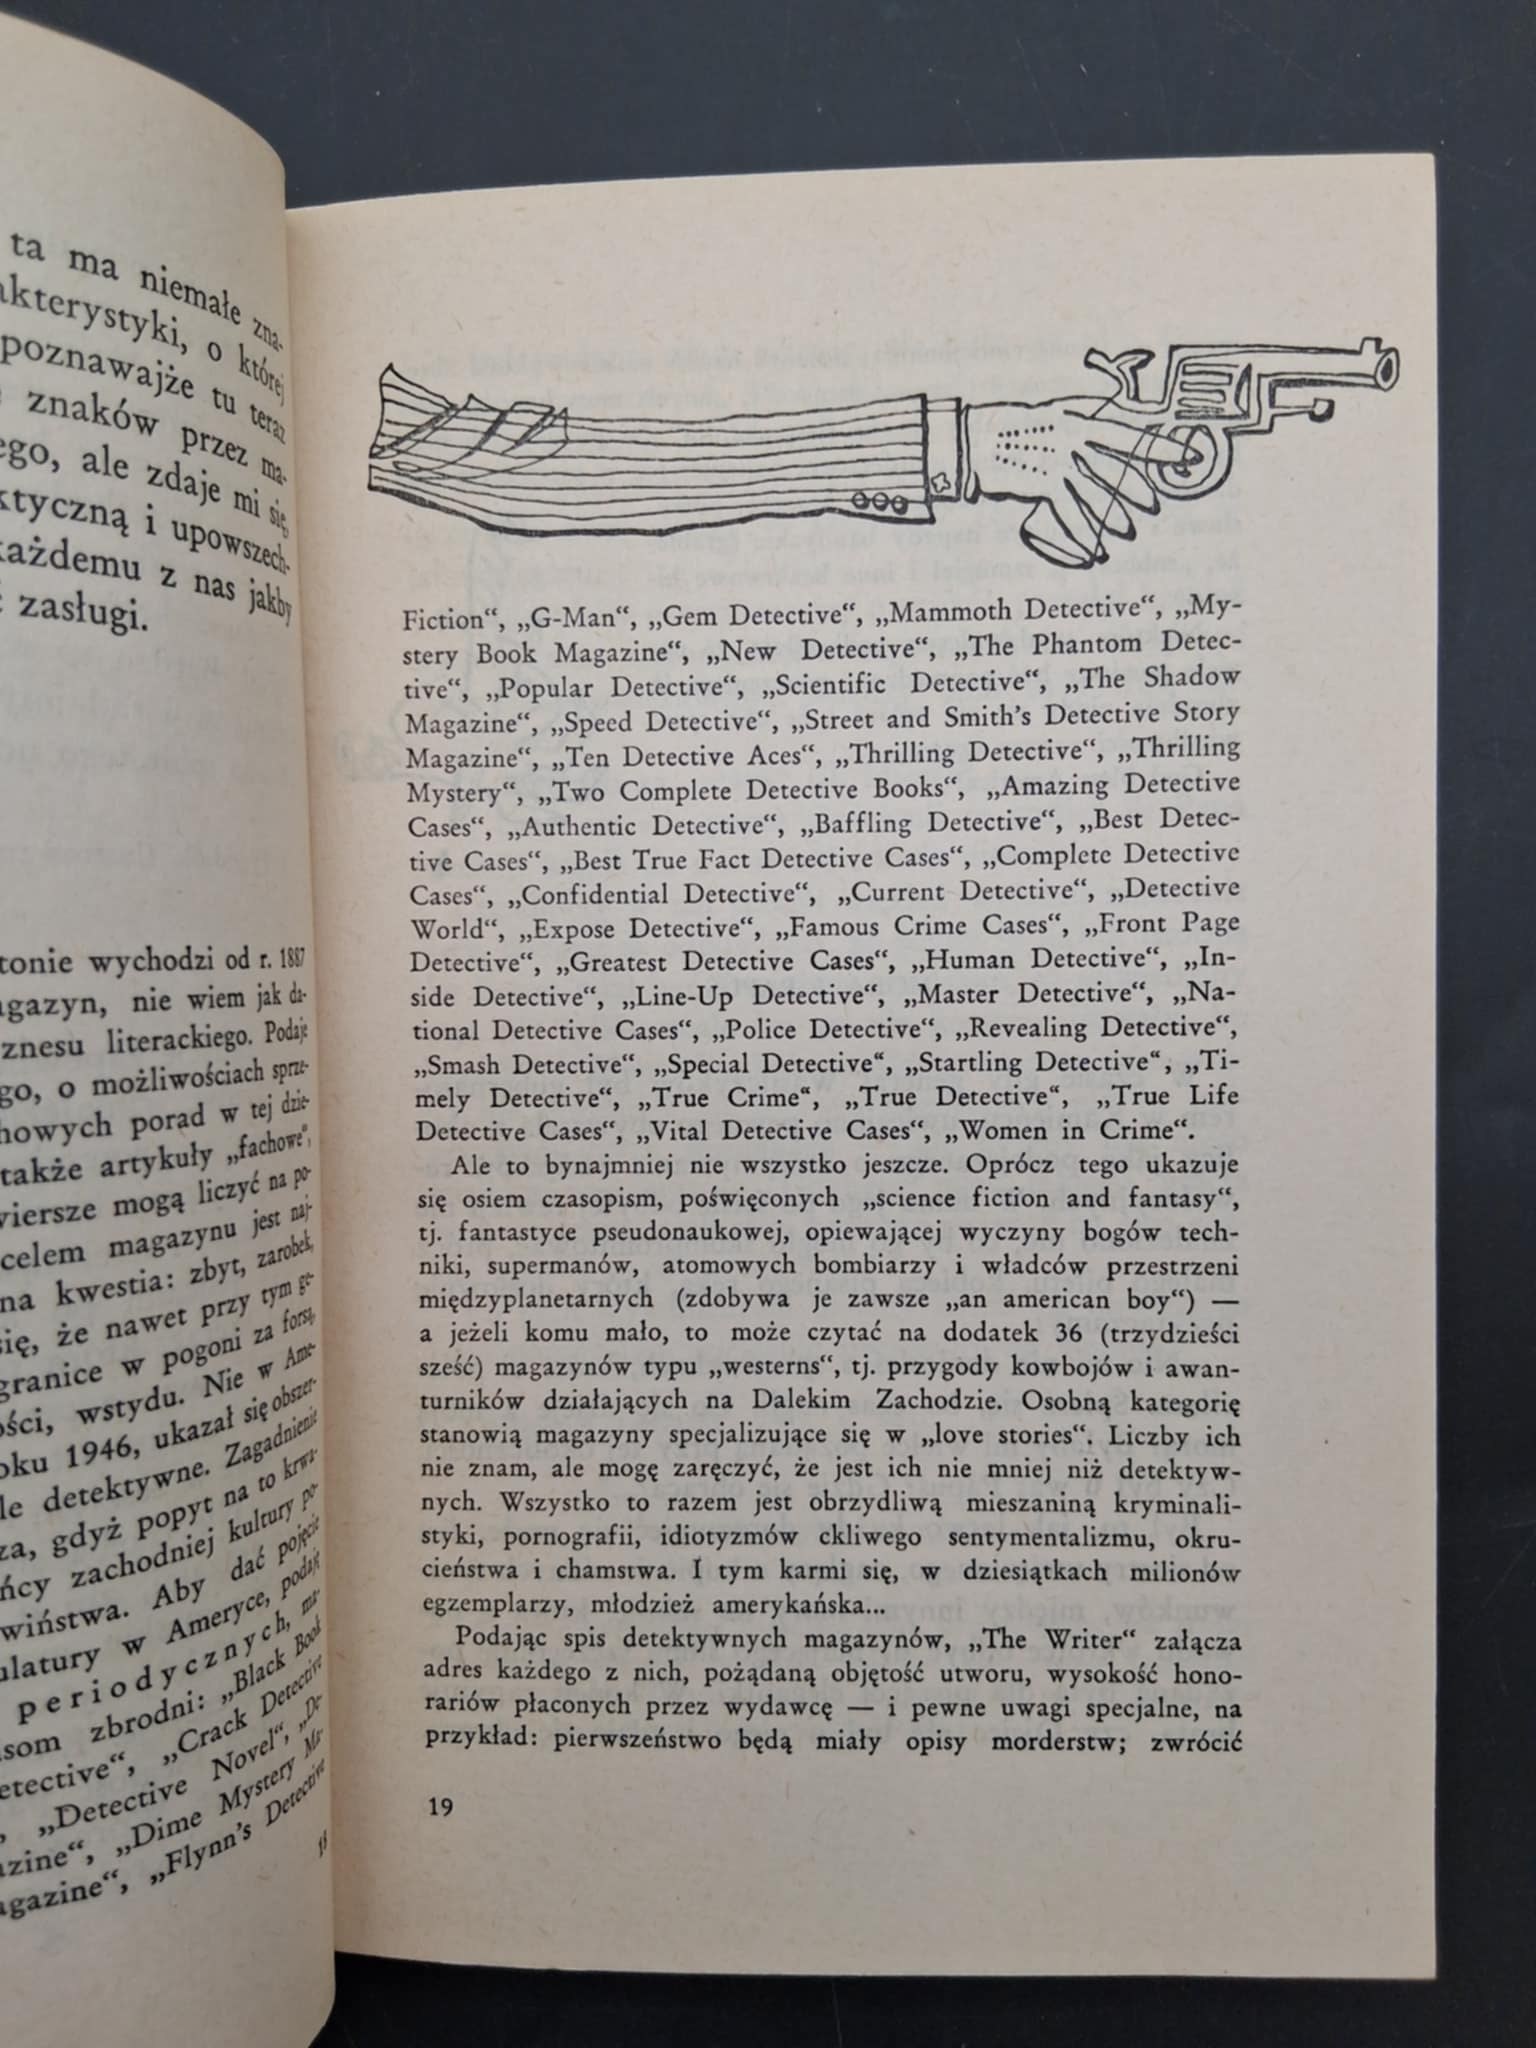 ta ma niemałe zna-
akterystyki, o której
poznawajże tu teraz
znaków przez ma-
ego, ale zdaje mi się,
ktyczną i upowszech-
każdemu z nas jakby
zasługi.
tonie wychodzi od r. 1887
agazyn, nie wiem jak da-
znesu literackiego. Podaje
go, o możliwościach sprze-
howych porad w tej dzie-
także artykuły „fachowe“,
wiersze mogą liczyć na po-
celem magazynu jest naj-
na kwestia: zbyt, zarobek,
się, że nawet przy tym ge-
granice w pogoni za forsą,
ości, wstydu. Nie w Ame-
oku 1946, ukazał się obszer-
le detektywne. Zagadnienie
za, gdyż popyt na to krwa-
ńcy zachodniej kultury po-
wiństwa. Aby dać pojęcie
ulatury w Ameryce, podaję
periodycznych, ma-
som zbrodni: „Black Book
etective“, „Crack Detective
„Detective Novel“, „De-
azine“, „Dime Mystery Ma-
agazine“, „Flynn's Detective
18
Fiction“, „G-Man“, „Gem Detective“, „Mammoth Detective“, „My-
stery Book Magazine“, „New Detective“, „The Phantom Detec-
tive“, „Popular Detective“, „Scientific Detective“, „The Shadow
Magazine“, „Speed Detective“, „Street and Smith's Detective Story
Magazine“, „Ten Detective Aces“, „Thrilling Detective“, „Thrilling
Mystery“, „Two Complete Detective Books“, „Amazing Detective
Cases“, „Authentic Detective“, „Baffling Detective“, „Best Detec-
tive Cases“, „Best True Fact Detective Cases“, „Complete Detective
Cases“, „Confidential Detective“, „Current Detective“, „Detective
World“, „Expose Detective“, „Famous Crime Cases“, „Front Page
Detective“, „Greatest Detective Cases“, „Human Detective“, „In-
side Detective“, „Line-Up Detective“, „Master Detective“, „Na-
tional Detective Cases“, „Police Detective“, „Revealing Detective“,
„Smash Detective“, „Special Detective“, „Startling Detective“, „Ti-
mely Detective“, „True Crime“, „True Detective“, „True Life
Detective Cases“, „Vital Detective Cases“, „Women in Crime“.
Ale to bynajmniej nie wszystko jeszcze. Oprócz tego ukazuje
się osiem czasopism, poświęconych „science fiction and fantasy“,
tj. fantastyce pseudonaukowej, opiewającej wyczyny bogów tech-
niki, supermanów, atomowych bombiarzy i władców przestrzeni
międzyplanetarnych (zdobywa je zawsze „an american boy“) —
a jeżeli komu mało, to może czytać na dodatek 36 (trzydzieści
sześć) magazynów typu „westerns“, tj. przygody kowbojów i awan-
turników działających na Dalekim Zachodzie. Osobną kategorię
stanowią magazyny specjalizujące się w „love stories“. Liczby ich
nie znam, ale mogę zaręczyć, że jest ich nie mniej niż detektyw-
nych. Wszystko to razem jest obrzydliwą mieszaniną kryminali-
styki, pornografii, idiotyzmów ckliwego sentymentalizmu, okru-
cieństwa i chamstwa. I tym karmi się, w dziesiątkach milionów
egzemplarzy, młodzież amerykańska...
Podając spis detektywnych magazynów, „The Writer“ załącza
adres każdego z nich, pożądaną objętość utworu, wysokość hono-
rariów płaconych przez wydawcę — i pewne uwagi specjalne, na
przykład: pierwszeństwo będą miały opisy morderstw; zwrócić
19